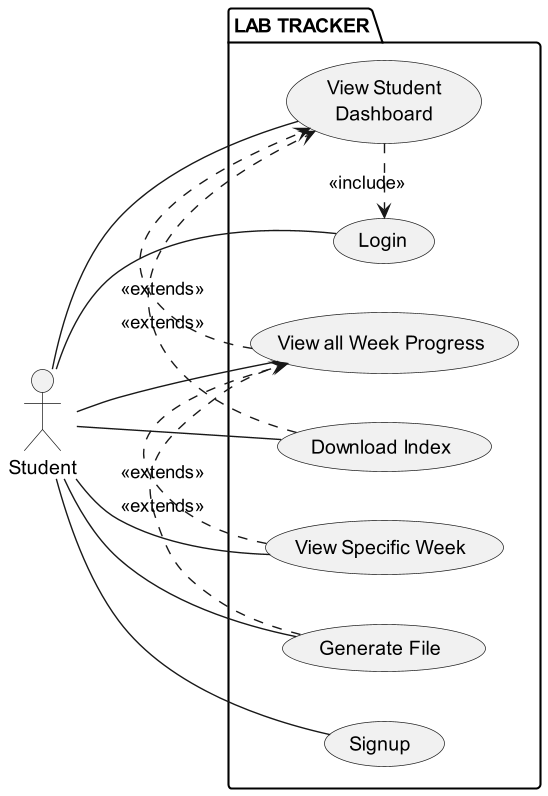 LAB TRACKER
View Student
Dashboard
«include»
Login
«extends»
«extends»
View all Week Progress
Student
Download Index
«extends»
«extends»
View Specific Week
Generate File
Signup